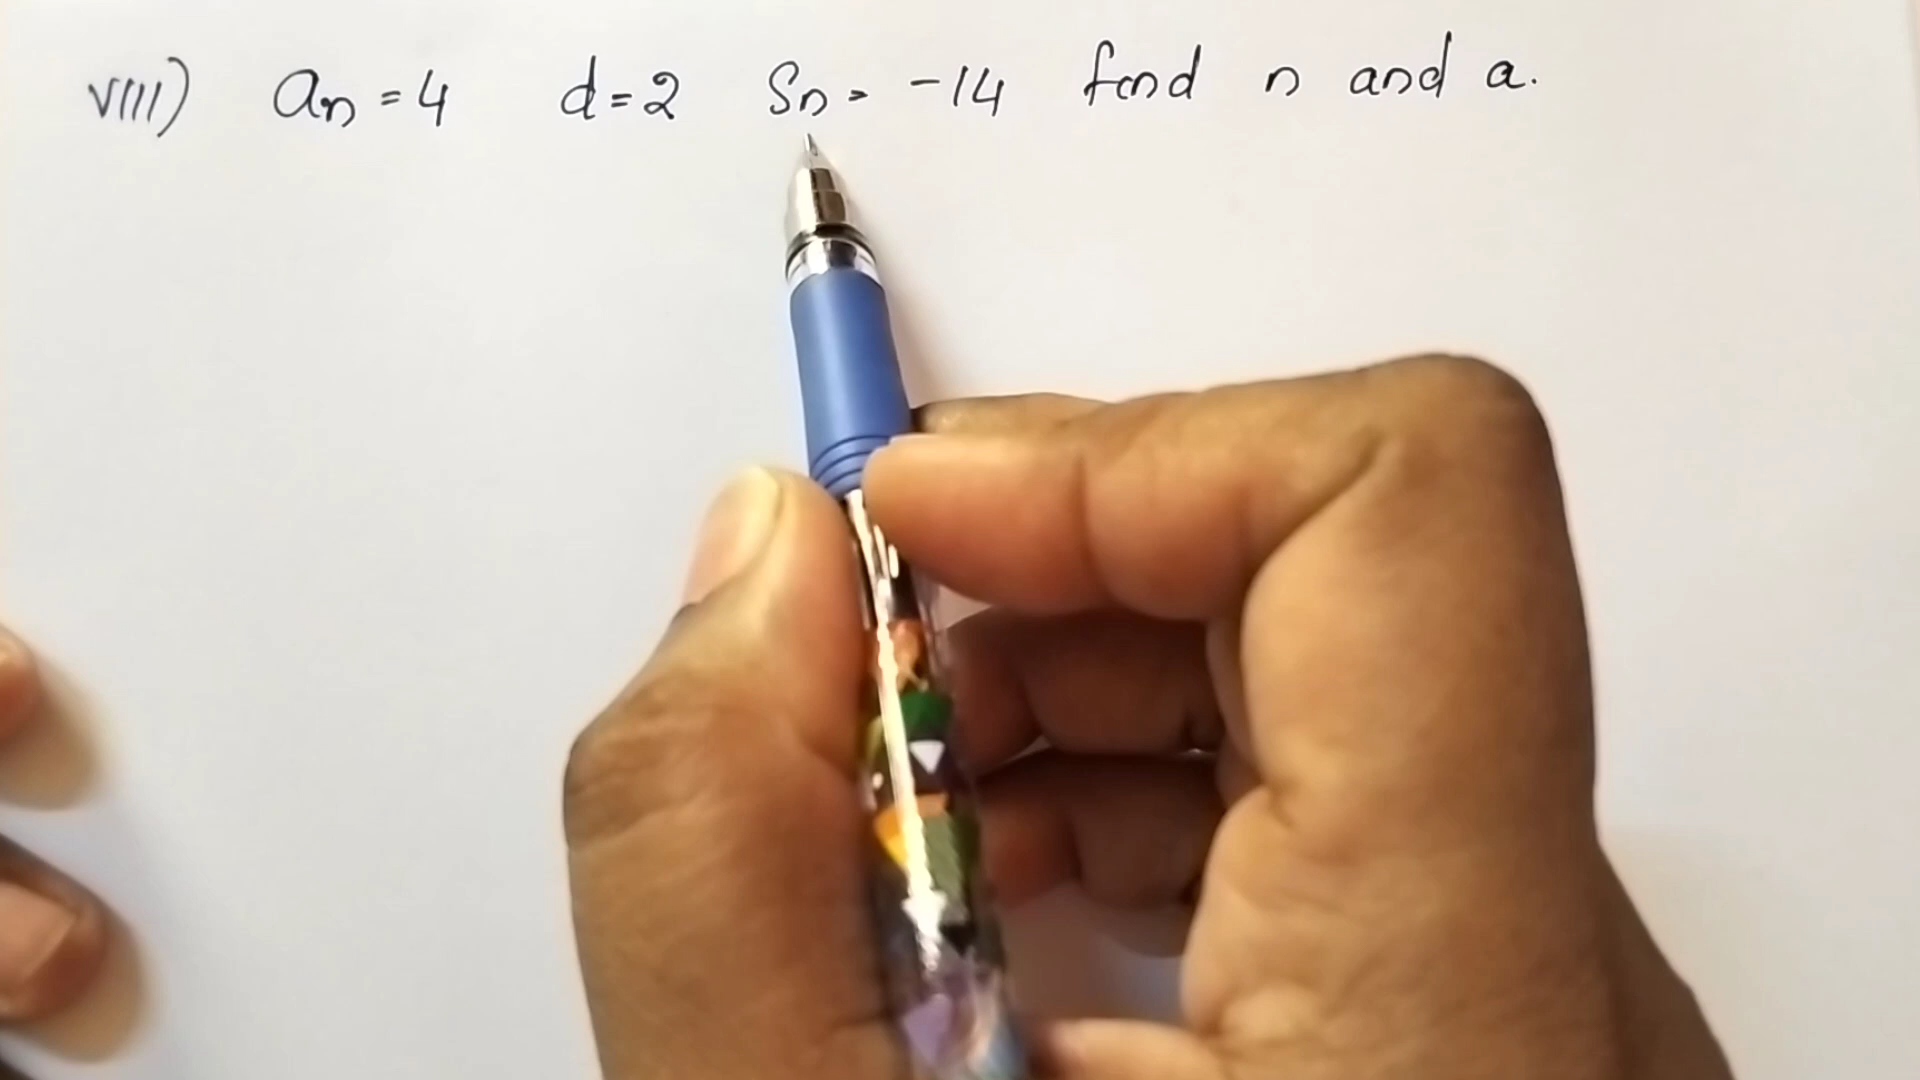 viii) an = 4 d = 2 Sn = -14 find n and a.